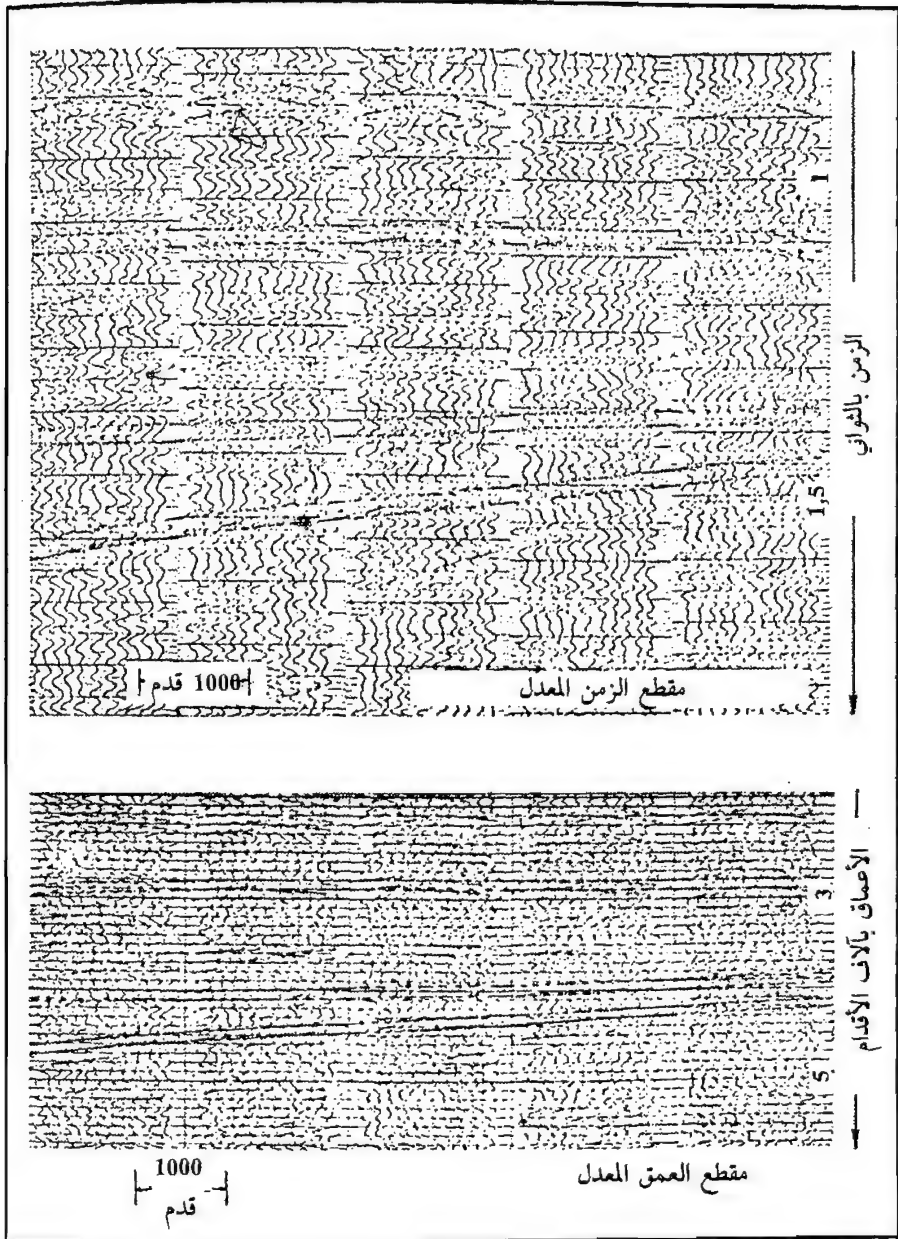 1
الزمن بالثواني
1,5
1000 قدم
مقطع الزمن المعدل
3
الأعماق بآلاف الأقدام
5
1000
قدم
مقطع العمق المعدل